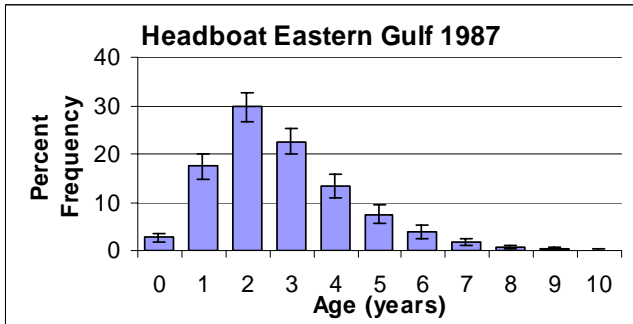 Headboat Eastern Gulf 1987
Percent
Frequency
40
30
20
10
0
0 1 2 3 4 5 6 7 8 9 10
Age (years)